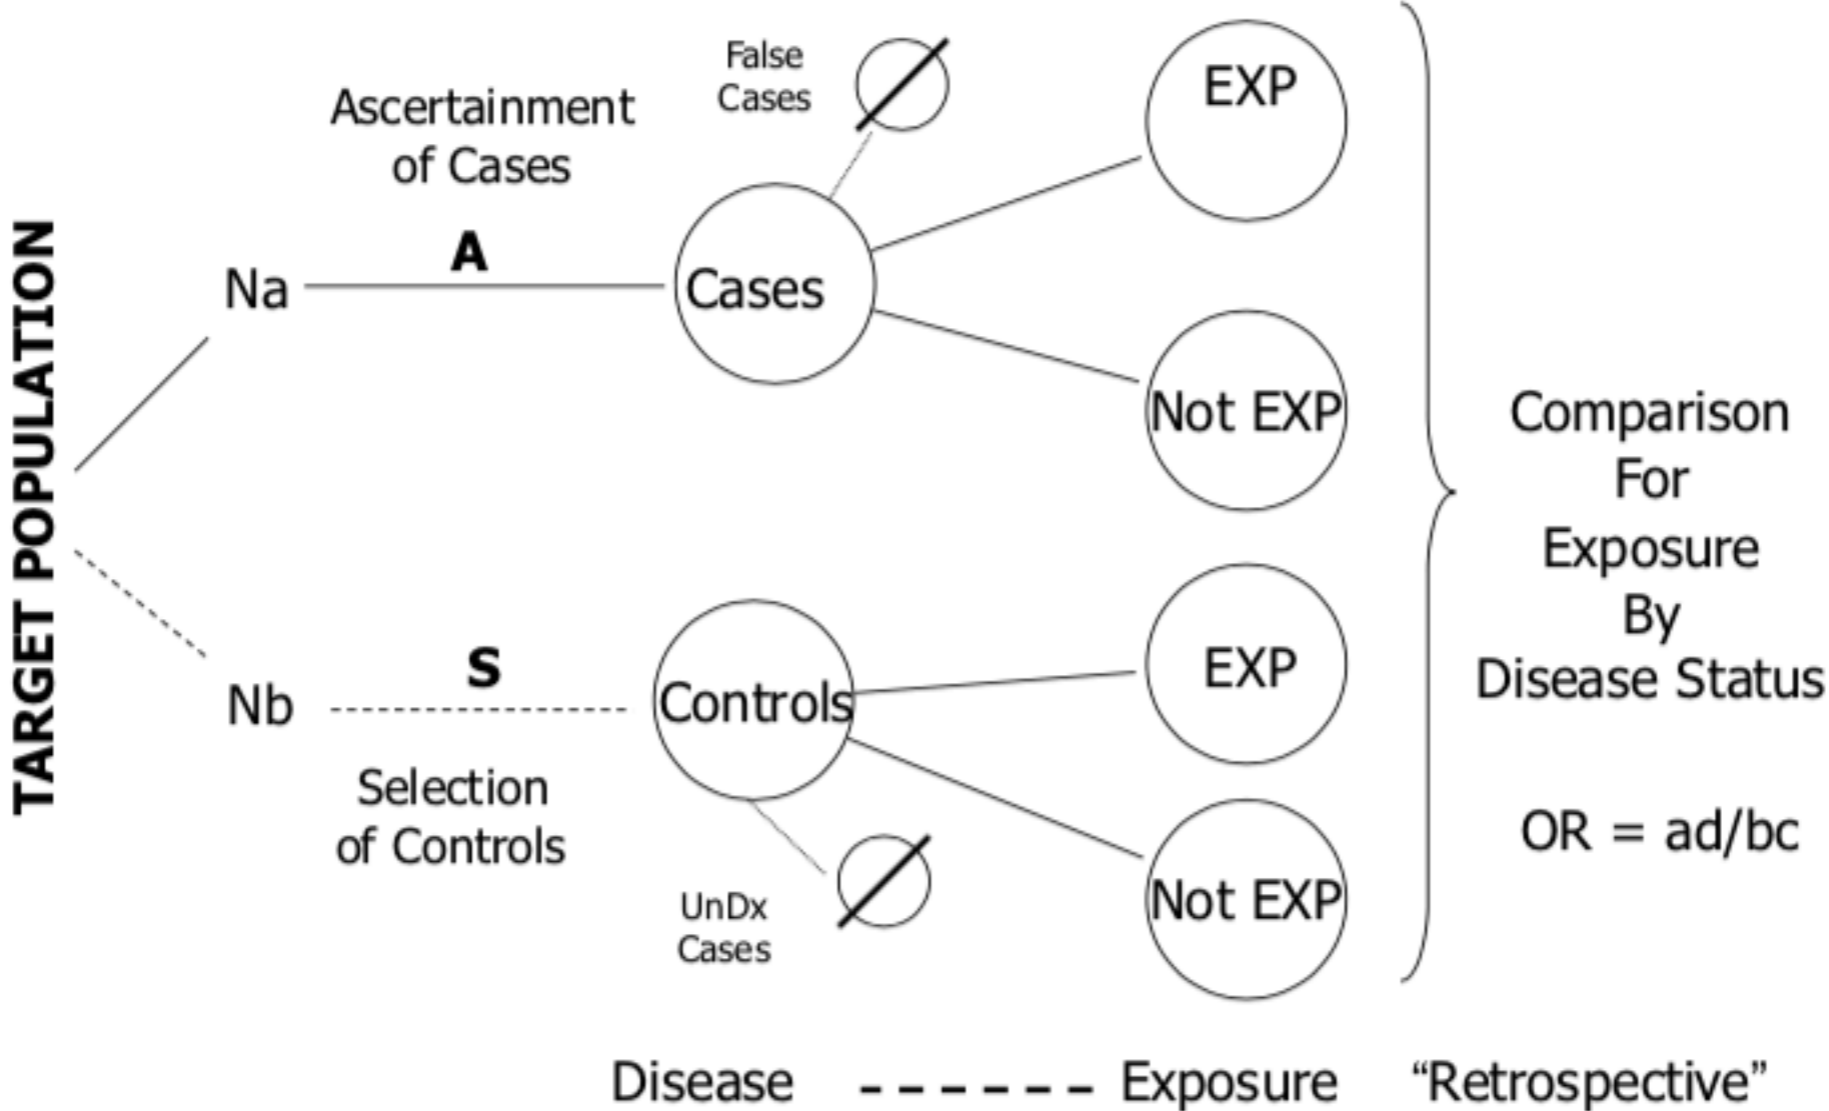 TARGET POPULATION
Na
Ascertainment
of Cases
A
False
Cases
Cases
EXP
Not EXP
Nb
S
Selection
of Controls
Controls
UnDx
Cases
EXP
Not EXP
Comparison
For
Exposure
By
Disease Status
OR = ad/bc
Disease ------ Exposure “Retrospective”